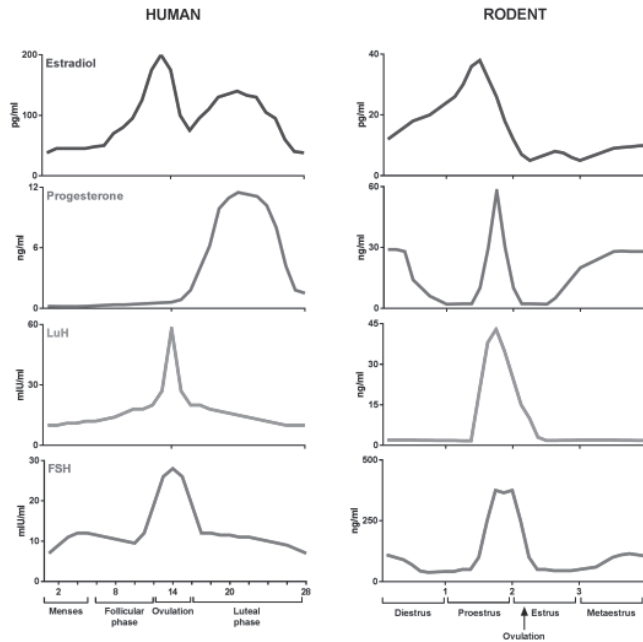 HUMAN
RODENT
Estradiol
200
100
0
pg/ml
40
20
0
pg/ml
Progesterone
12
6
0
ng/ml
60
30
0
ng/ml
LuH
60
30
0
mIU/ml
45
15
0
ng/ml
FSH
30
20
10
0
mIU/ml
500
250
0
ng/ml
2 8 14 20 28
1 2 3
Menses Follicular phase Ovulation Luteal phase
Diestrus Proestrus Estrus Metaestrus
Ovulation